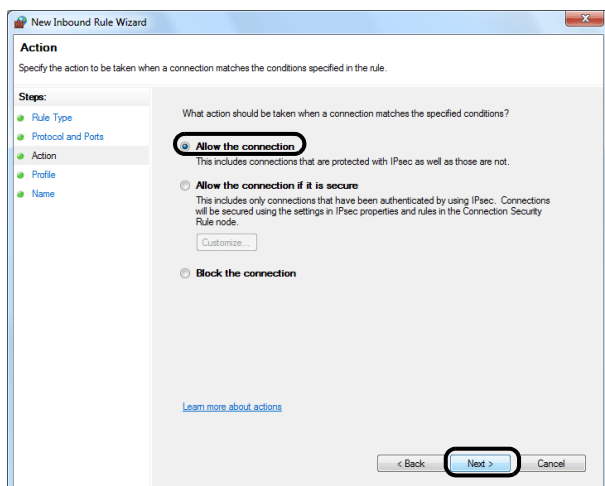 New Inbound Rule Wizard
Action
Specify the action to be taken when a connection matches the conditions specified in the rule.
Steps:
Rule Type
Protocol and Ports
Action
Profile
Name
What action should be taken when a connection matches the specified conditions?
Allow the connection
This includes connections that are protected with IPsec as well as those are not.
Allow the connection if it is secure
This includes only connections that have been authenticated by using IPsec. Connections
will be secured using the settings in IPsec properties and rules in the Connection Security
Rule node.
Customize...
Block the connection
Learn more about actions
< Back
Next >
Cancel